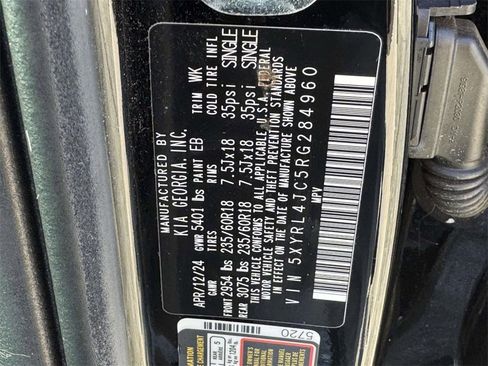 MANUFACTURED BY
KIA GEORGIA, INC.
APR/12/24 GVWR 5401 lbs PAINT EB TRIM WK
GAWR TIRES RIMS COLD TIRE INFL
FRONT 2954 lbs 235/60R18 7.5Jx18 35psi SINGLE
REAR 3075 lbs 235/60R18 7.5Jx18 35psi SINGLE
THIS VEHICLE CONFORMS TO ALL APPLICABLE U.S.A. FEDERAL
MOTOR VEHICLE SAFETY AND THEFT PREVENTION STANDARDS
IN EFFECT ON THE DATE OF MANUFACTURE SHOWN ABOVE
VIN 5XYRL4JC5RG284960
MPV
5720